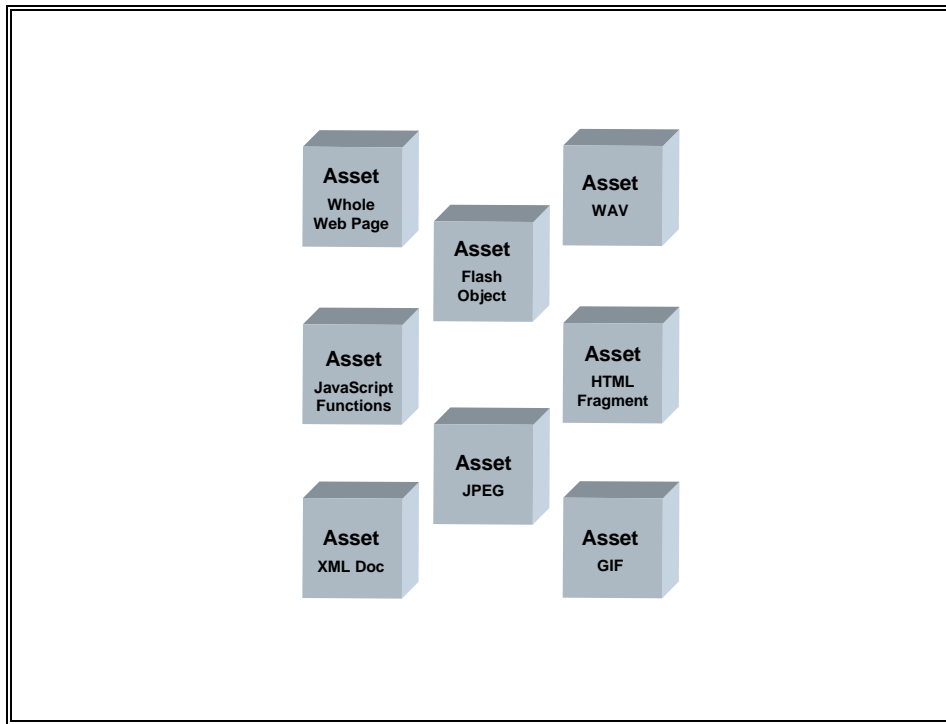 Asset
Whole
Web Page
Asset
WAV
Asset
Flash
Object
Asset
JavaScript
Functions
Asset
HTML
Fragment
Asset
JPEG
Asset
XML Doc
Asset
GIF